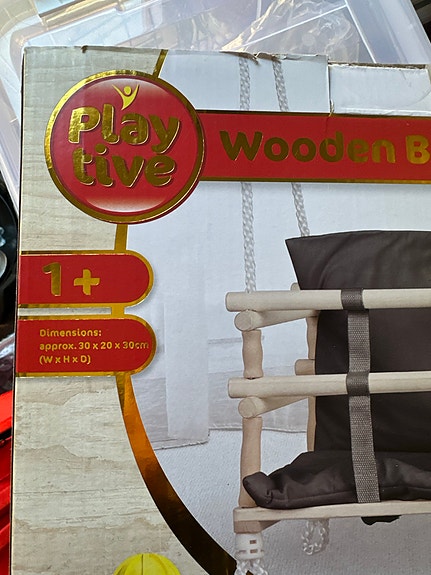 Play
tive
Wooden B
1+
Dimensions:
approx. 30 x 20 x 30cm
(W x H x D)